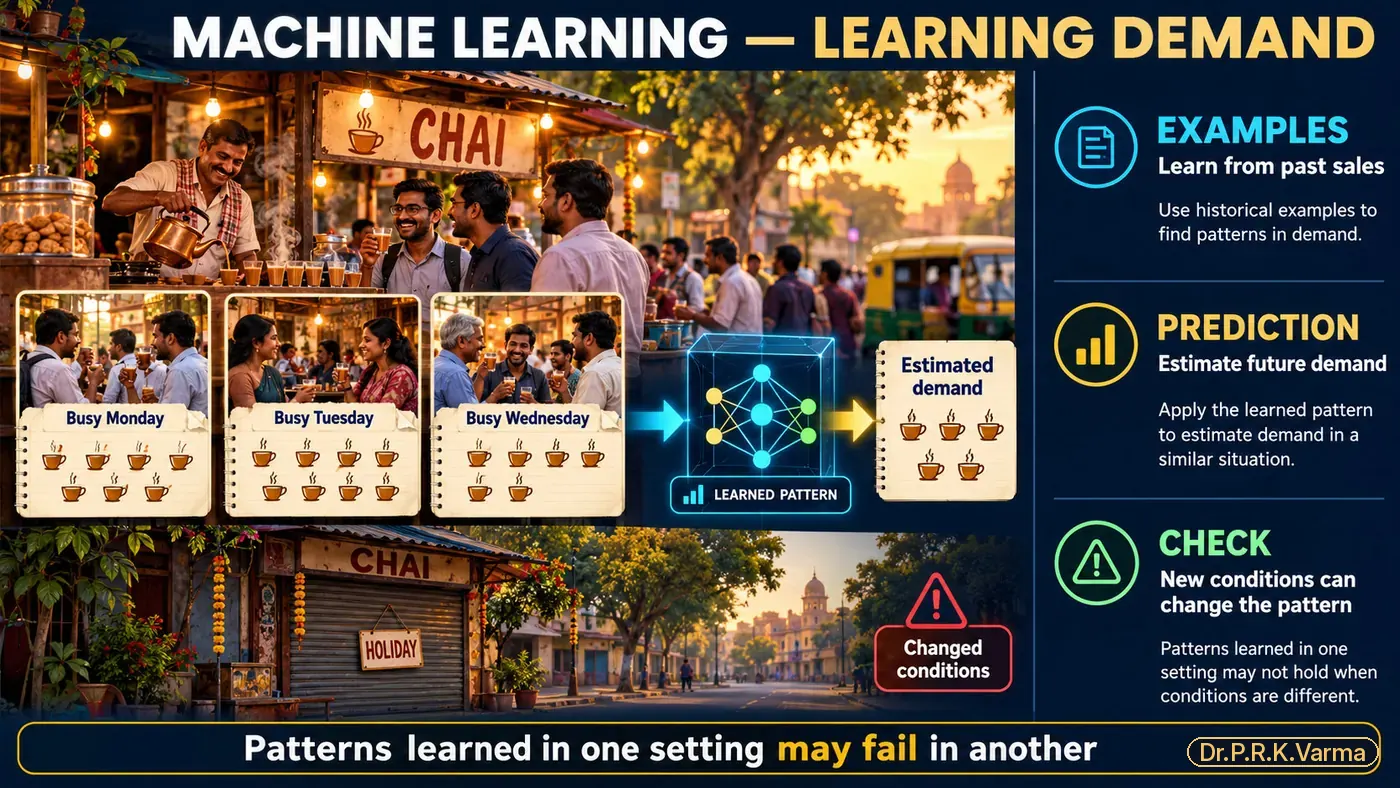 MACHINE LEARNING — LEARNING DEMAND
CHAI
Busy Monday
Busy Tuesday
Busy Wednesday
LEARNED PATTERN
Estimated
demand
CHAI
HOLIDAY
Changed
conditions
EXAMPLES
Learn from past sales
Use historical examples to
find patterns in demand.
PREDICTION
Estimate future demand
Apply the learned pattern
to estimate demand in a
similar situation.
CHECK
New conditions can
change the pattern
Patterns learned in one
setting may not hold when
conditions are different.
Patterns learned in one setting may fail in another
Dr.P.R.K.Varma